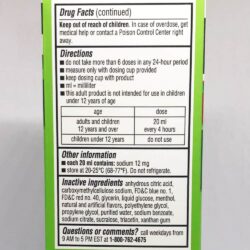 Drug Facts (continued)
Keep out of reach of children. In case of overdose, get
medical help or contact a Poison Control Center right
away.
Directions
■ do not take more than 6 doses in any 24-hour period
■ measure only with dosing cup provided
■ keep dosing cup with product
■ ml = milliliter
■ this adult product is not intended for use in children
under 12 years of age
age dose
adults and children 20 ml
12 years and over every 4 hours
children under 12 years do not use
Other information
■ each 20 ml contains: sodium 12 mg
■ store at 20-25°C (68-77°F). Do not refrigerate.
Inactive ingredients anhydrous citric acid,
carboxymethylcellulose sodium, FD&C blue no. 1,
FD&C red no. 40, glycerin, liquid glucose, menthol,
natural and artificial flavors, polyethylene glycol,
propylene glycol, purified water, sodium benzoate,
sodium citrate, sucralose, triacetin, xanthan gum
Questions or comments? call weekdays from
9 AM to 5 PM EST at 1-800-762-4675